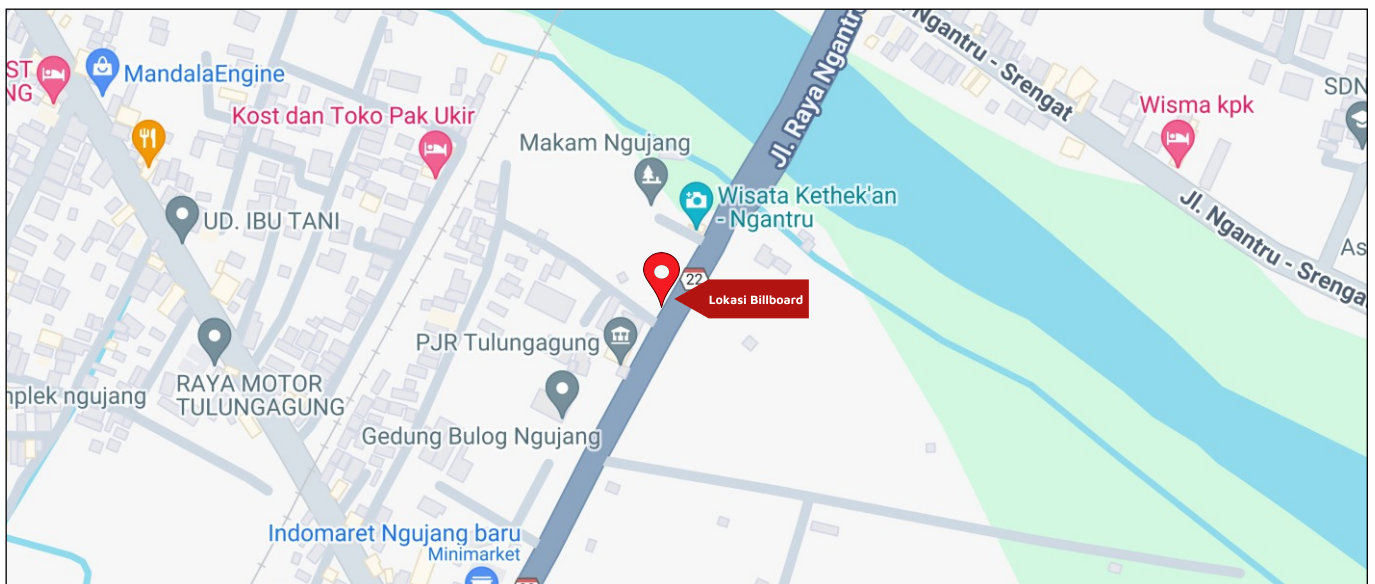 ST
NG
MandalaEngine
Kost dan Toko Pak Ukir
Makam Ngujang
Jl. Raya Ngantru
Ngantru - Srengat
Wisma kpk
SDN
UD. IBU TANI
Wisata Kethek'an
- Ngantru
Jl. Ngantru - Srengat
As
22
Lokasi Billboard
PJR Tulungagung
RAYA MOTOR
TULUNGAGUNG
nplek ngujang
Gedung Bulog Ngujang
Indomaret Ngujang baru
Minimarket